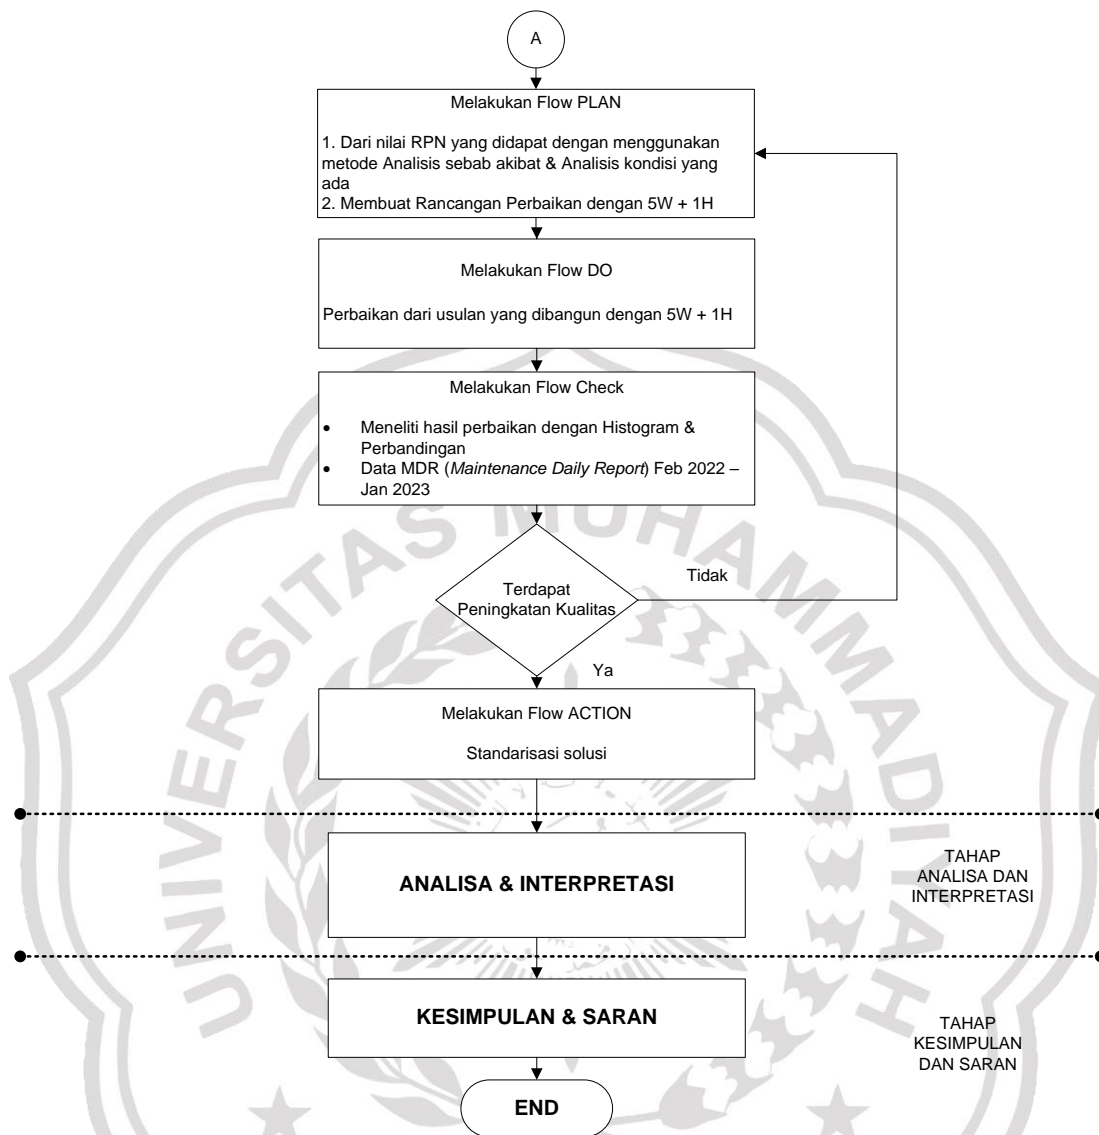 A
Melakukan Flow PLAN
1. Dari nilai RPN yang didapat dengan menggunakan
metode Analisis sebab akibat & Analisis kondisi yang
ada
2. Membuat Rancangan Perbaikan dengan 5W + 1H
Melakukan Flow DO
Perbaikan dari usulan yang dibangun dengan 5W + 1H
Melakukan Flow Check
• Meneliti hasil perbaikan dengan Histogram &
Perbandingan
• Data MDR (Maintenance Daily Report) Feb 2022 –
Jan 2023
Terdapat
Peningkatan Kualitas
Tidak
Ya
Melakukan Flow ACTION
Standarisasi solusi
ANALISA & INTERPRETASI
TAHAP
ANALISA DAN
INTERPRETASI
KESIMPULAN & SARAN
TAHAP
KESIMPULAN
DAN SARAN
END
UNIVERSITAS MUHAMMADIYAH